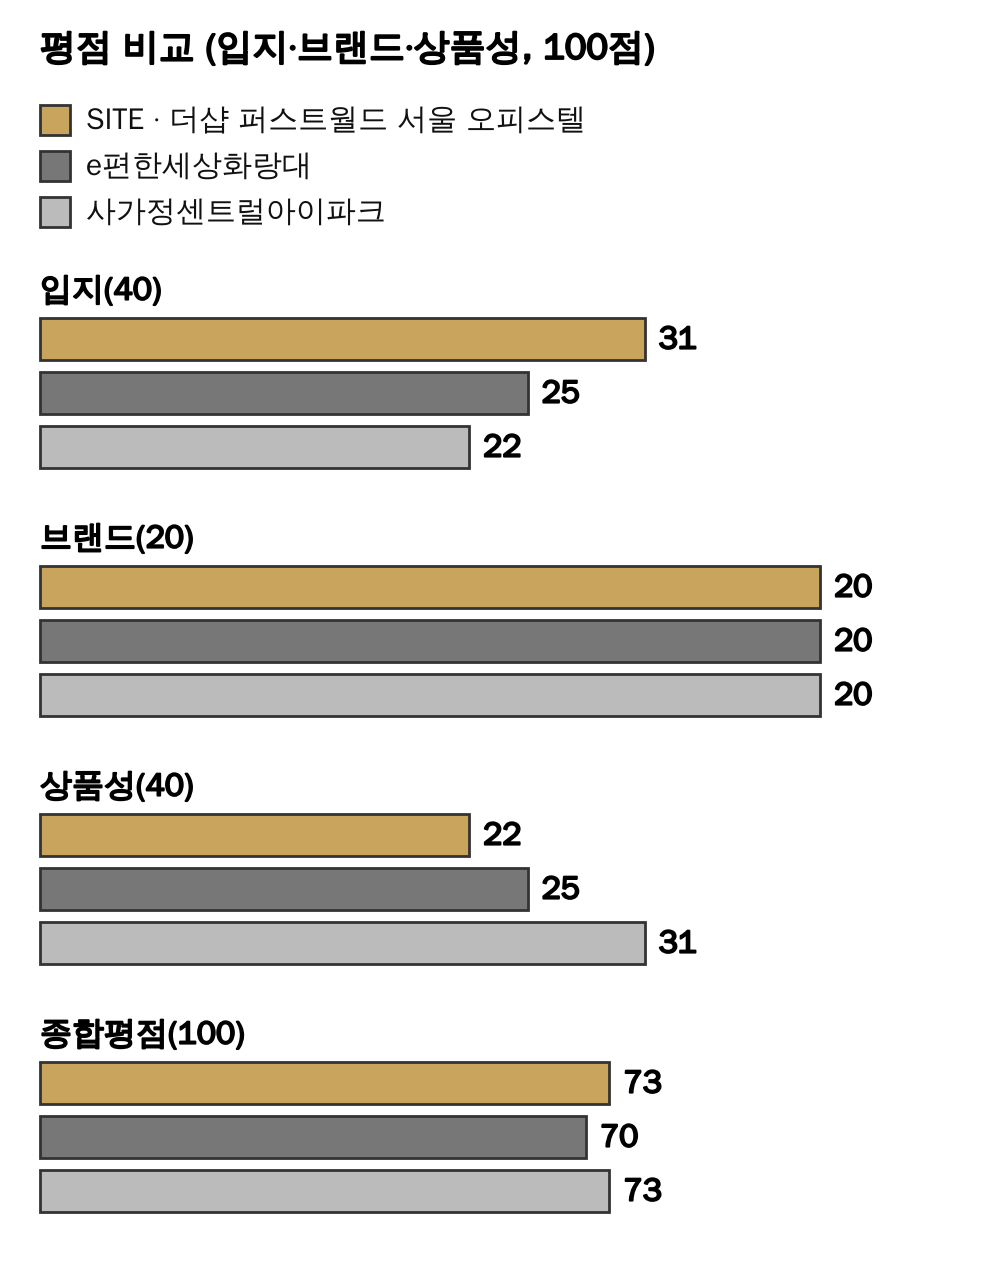 평점 비교 (입지·브랜드·상품성, 100점)
SITE · 더샵 퍼스트월드 서울 오피스텔
e편한세상화랑대
사가정센트럴아이파크
입지(40)
31
25
22
브랜드(20)
20
20
20
상품성(40)
22
25
31
종합평점(100)
73
70
73